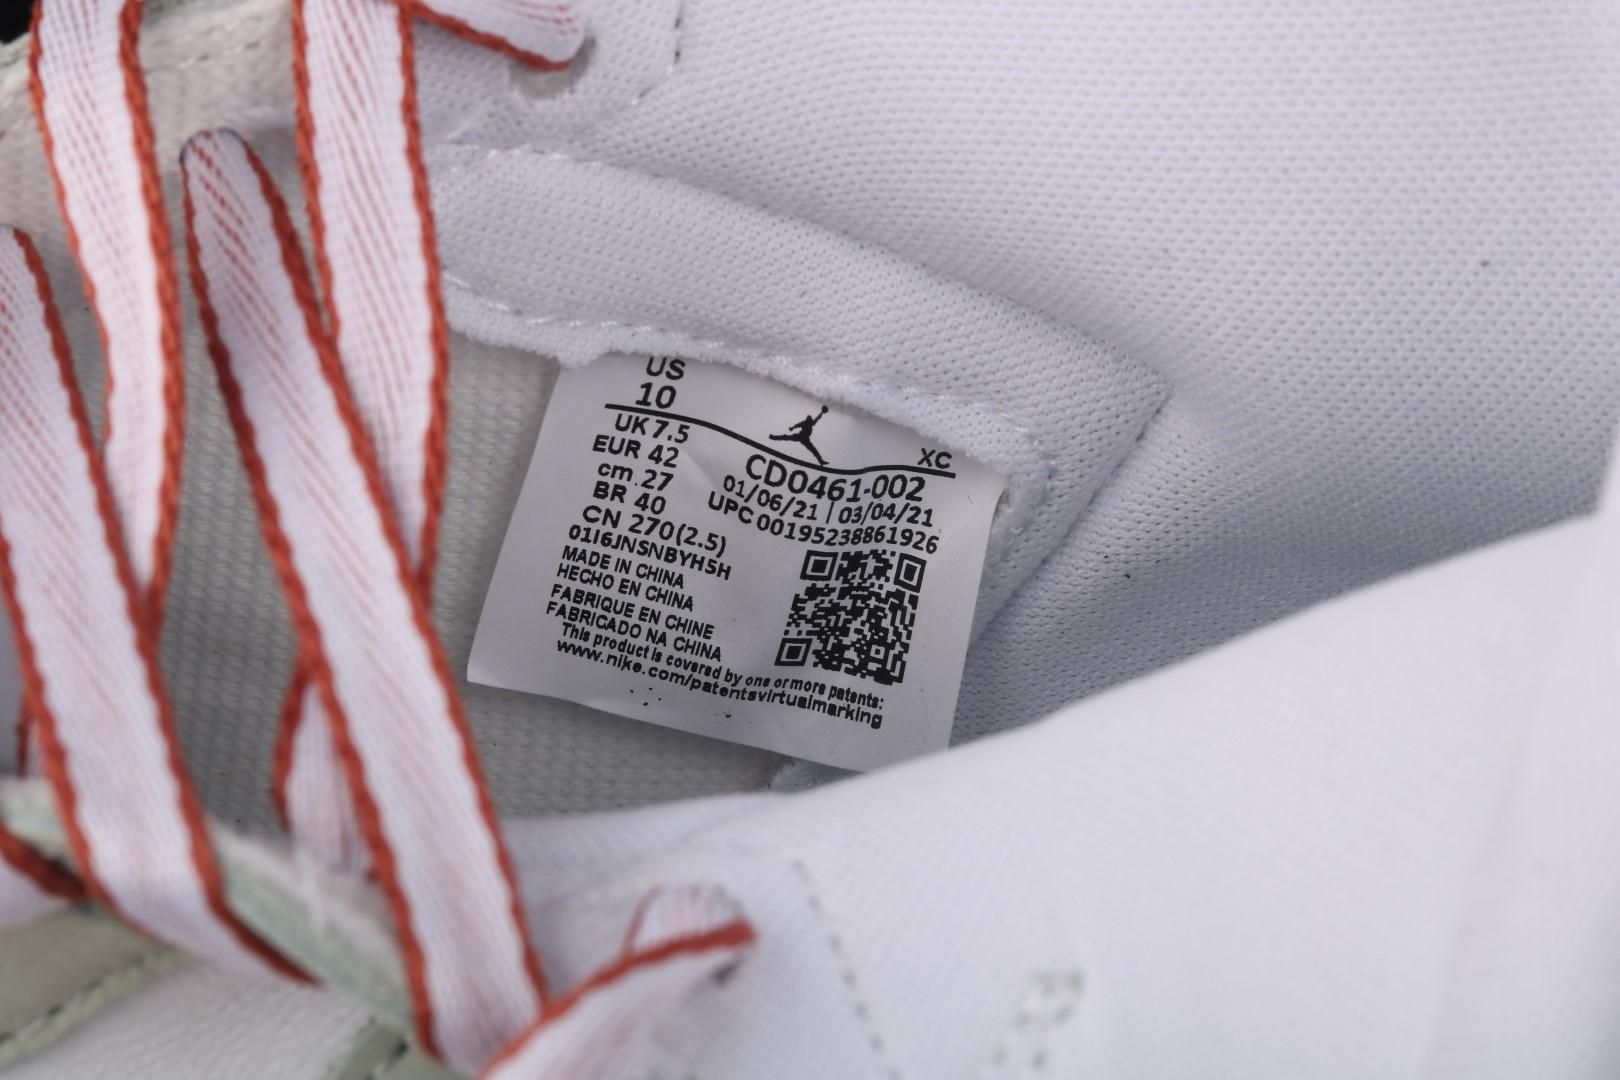 US
10
UK 7.5
EUR 42
cm 27
BR 40
CN 270(2.5)
XC
CD0461-002
01/06/21 | 03/04/21
UPC 00195238861926
01I6JNSNBYH5H
MADE IN CHINA
HECHO EN CHINA
FABRIQUE EN CHINE
FABRICADO NA CHINA
This product is covered by one or more patents:
www.nike.com/patentsvirtualmarking